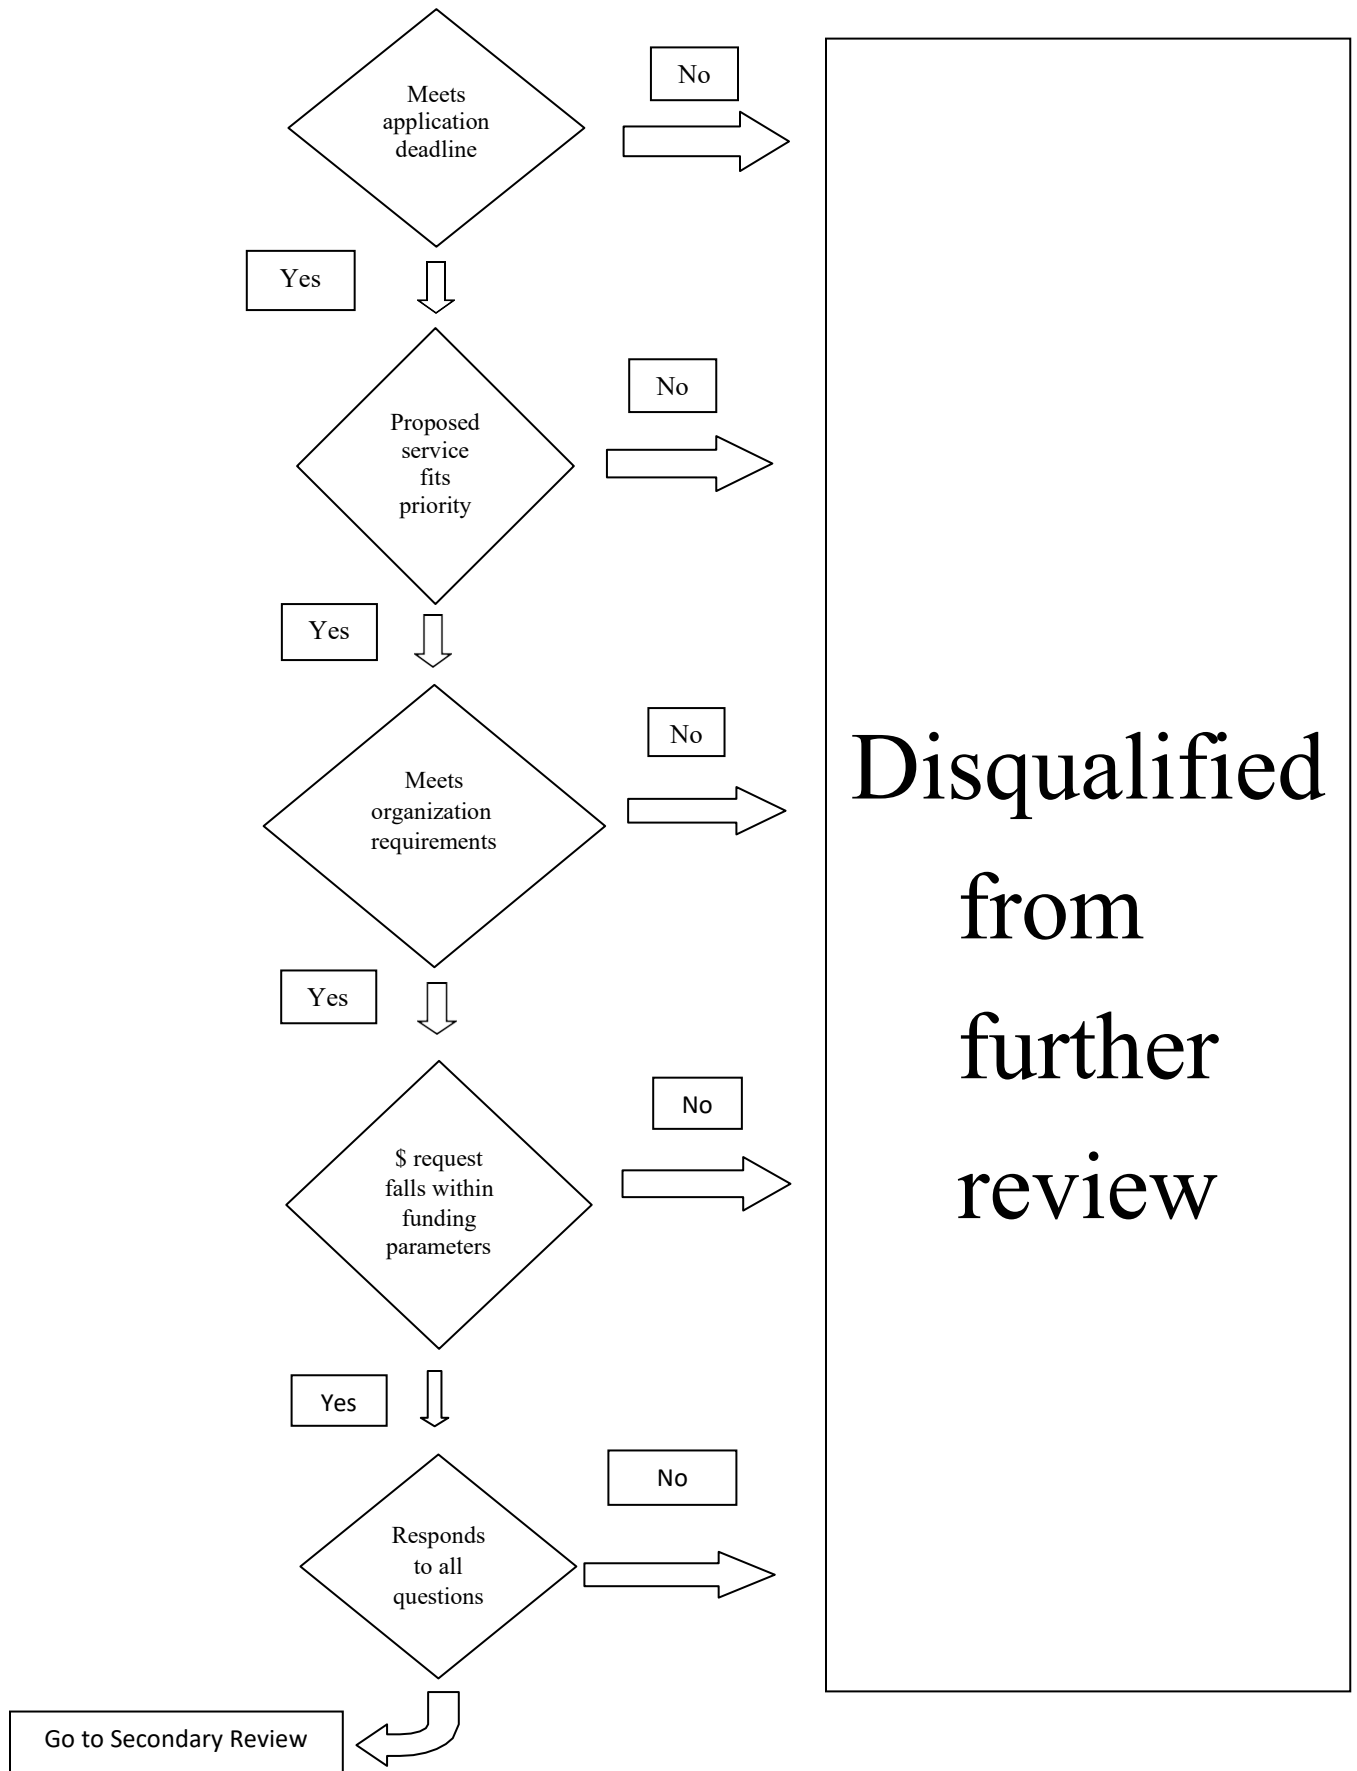 Meets
application
deadline
No
Yes
Proposed
service
fits
priority
No
Yes
Meets
organization
requirements
No
Yes
$ request
falls within
funding
parameters
No
Yes
Responds
to all
questions
No
Go to Secondary Review
Disqualified
from
further
review